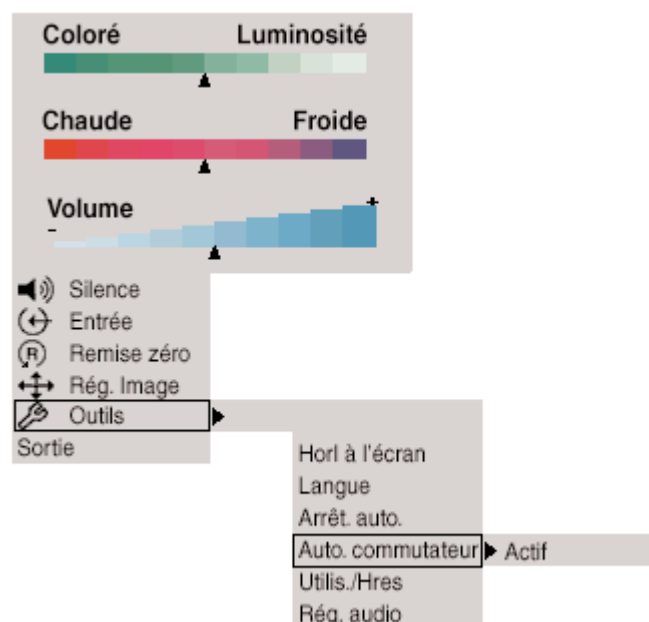 Coloré Luminosité
Chaude Froide
Volume
- +
Silence
Entrée
R Remise zéro
Rég. Image
Outils
Sortie
Horl à l'écran
Langue
Arrêt. auto.
Auto. commutateur Actif
Utilis./Hres
Rég. audio